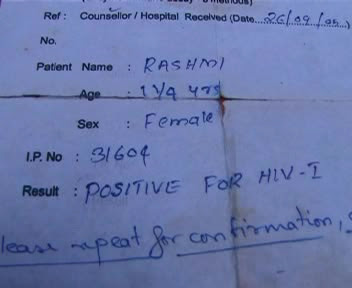 Ref : Counsellor / Hospital Received (Date....26/09/05....)
No.
Patient Name : RASHMI
Age : 1 1/9 yrs
Sex : Female
I.P. No : 31604
Result : POSITIVE FOR HIV-I
lease repeat for confirmation,